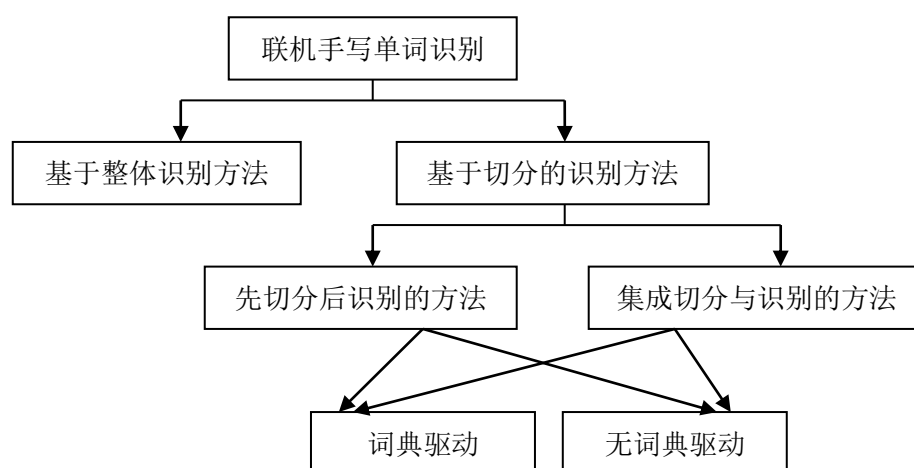 联机手写单词识别
基于整体识别方法
基于切分的识别方法
先切分后识别的方法
集成切分与识别的方法
词典驱动
无词典驱动